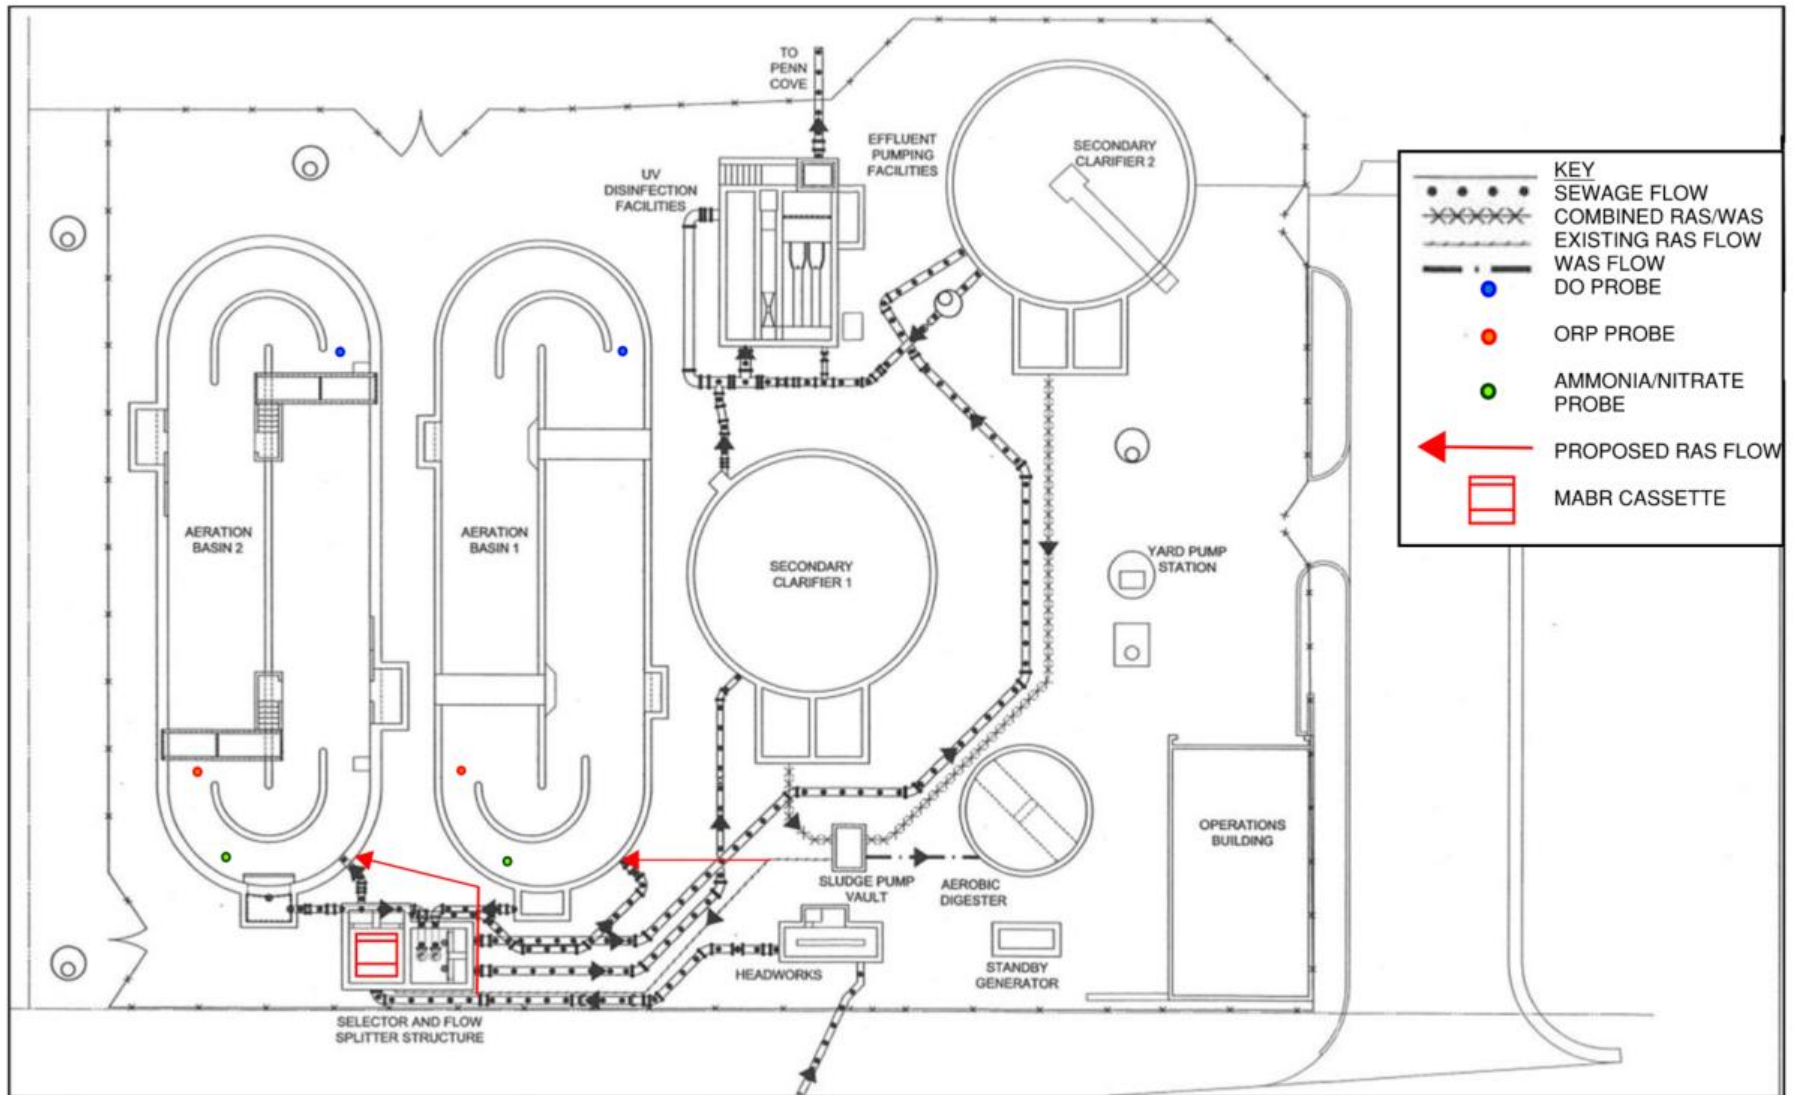 TO
PENN
COVE
EFFLUENT
PUMPING
FACILITIES
SECONDARY
CLARIFIER 2
UV
DISINFECTION
FACILITIES
KEY
SEWAGE FLOW
COMBINED RAS/WAS
EXISTING RAS FLOW
WAS FLOW
DO PROBE
ORP PROBE
AMMONIA/NITRATE
PROBE
PROPOSED RAS FLOW
MABR CASSETTE
AERATION
BASIN 2
AERATION
BASIN 1
SECONDARY
CLARIFIER 1
YARD PUMP
STATION
OPERATIONS
BUILDING
SLUDGE PUMP
VAULT
AEROBIC
DIGESTER
HEADWORKS
STANDBY
GENERATOR
SELECTOR AND FLOW
SPLITTER STRUCTURE